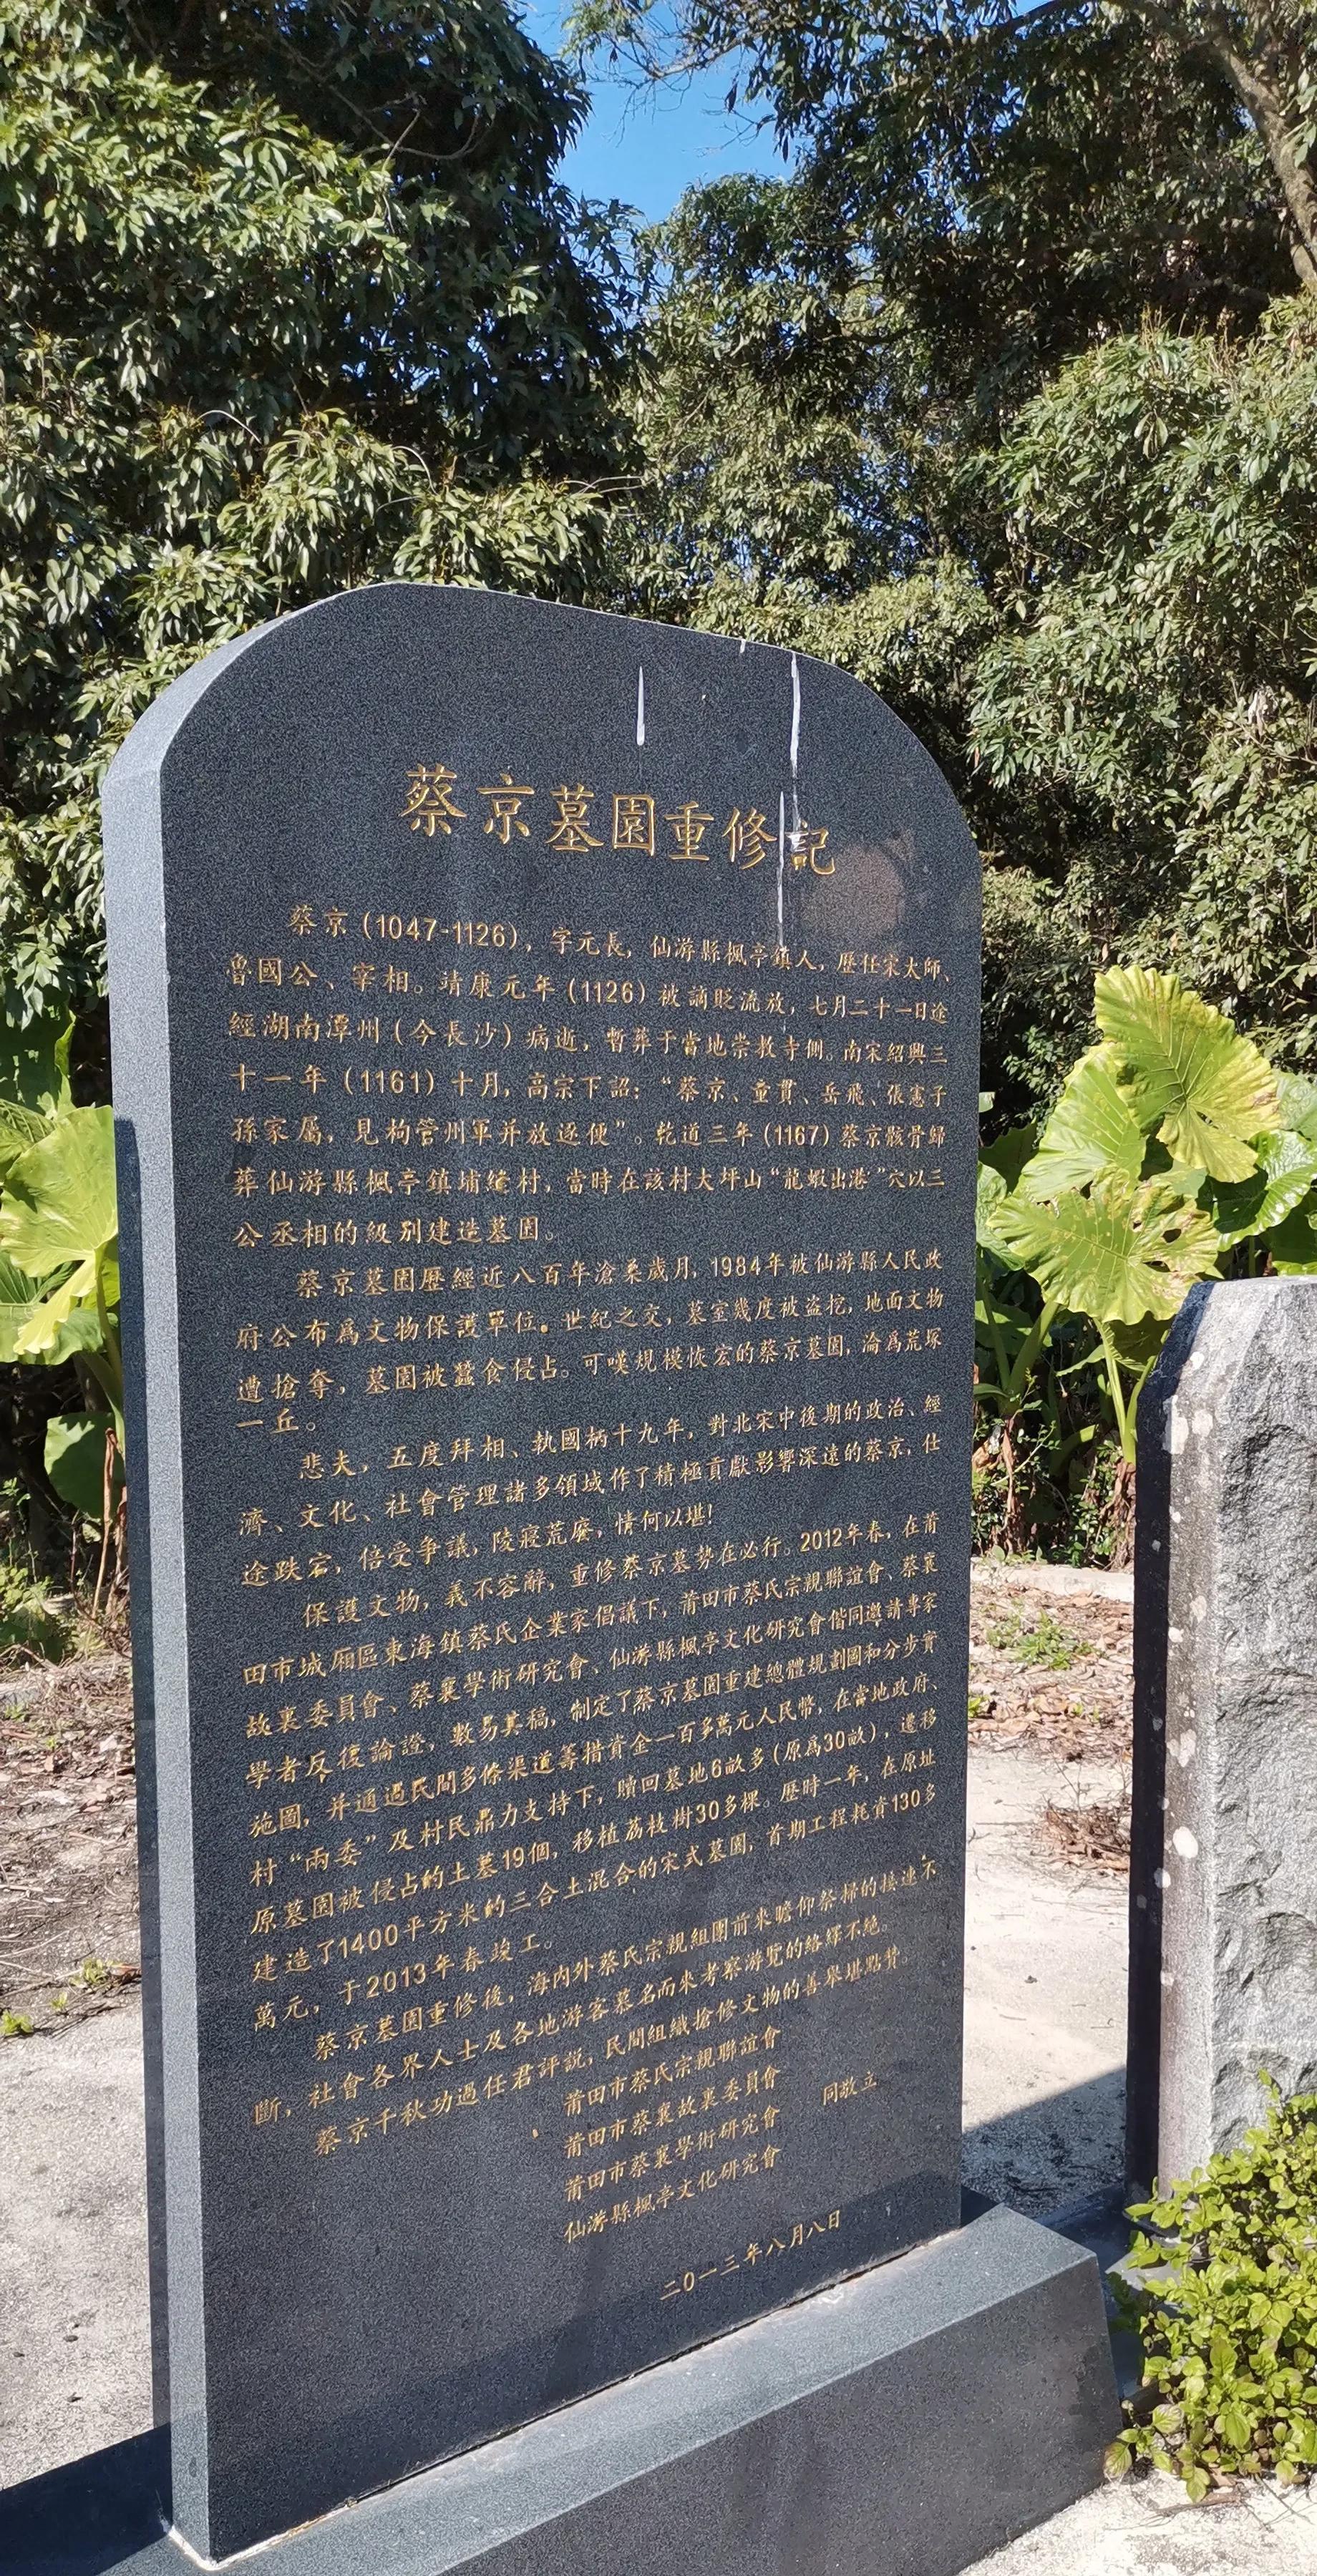 蔡京墓園重修記
蔡京(1047-1126)，字元長，仙游縣楓亭鎮人，歷任宋太師、
魯國公、宰相。靖康元年(1126)被謫貶流放，七月二十一日途
經湖南潭州(今長沙)病逝，暫葬于當地崇教寺側。南宋紹興三
十一年(1161)十月，高宗下詔：“蔡京、童貫、岳飛、張憲子
孫家屬，見拘管州軍并放逐便”。乾道三年(1167)蔡京骸骨歸
葬仙游縣楓亭鎮埔縫村，當時在該村大坪山“龍蝦出港”穴以三
公丞相的級别建造墓園。
蔡京墓園歷經近八百年滄桑歲月，1984年被仙游縣人民政
府公布爲文物保護單位。世紀之交，墓室幾度被盗挖，地面文物
遭搶奪，墓園被蠶食侵占。可嘆規模恢宏的蔡京墓園，淪爲荒塚
一丘。
悲夫，五度拜相、執國柄十九年，對北宋中後期的政治、經
濟、文化、社會管理諸多領域作了積極貢獻影響深遠的蔡京，仕
途跌宕，倍受争議，陵寢荒廢，情何以堪！
保護文物，義不容辭，重修蔡京墓勢在必行。2012年春，在莆
田市城厢區東海鎮蔡氏企業家倡議下，莆田市蔡氏宗親聯誼會、蔡襄
故裏委員會、蔡襄學術研究會、仙游縣楓亭文化研究會偕同邀請專家
學者反復論證，數易其稿，制定了蔡京墓園重建總體規劃圖和分步實
施圖，并通過民間多條渠道籌措資金一百多萬元人民幣，在當地政府、
村“兩委”及村民鼎力支持下，贖回墓地6畝多(原爲30畝)，遷移
原墓園被侵占的土墓19個，移植荔枝樹30多棵。歷時一年，在原址
建造了1400平方米的三合土混合的宋式墓園，首期工程耗資130多
萬元，于2013年春竣工。
蔡京墓園重修後，海内外蔡氏宗親組團前來瞻仰祭掃的接連不
斷，社會各界人士及各地游客慕名而來考察游覽的絡繹不絶。
蔡京千秋功過任君評説，民間組織搶修文物的善舉堪點贊。
莆田市蔡氏宗親聯誼會
莆田市蔡襄故裏委員會
莆田市蔡襄學術研究會
仙游縣楓亭文化研究會
同敬立
二0一三年八月八日